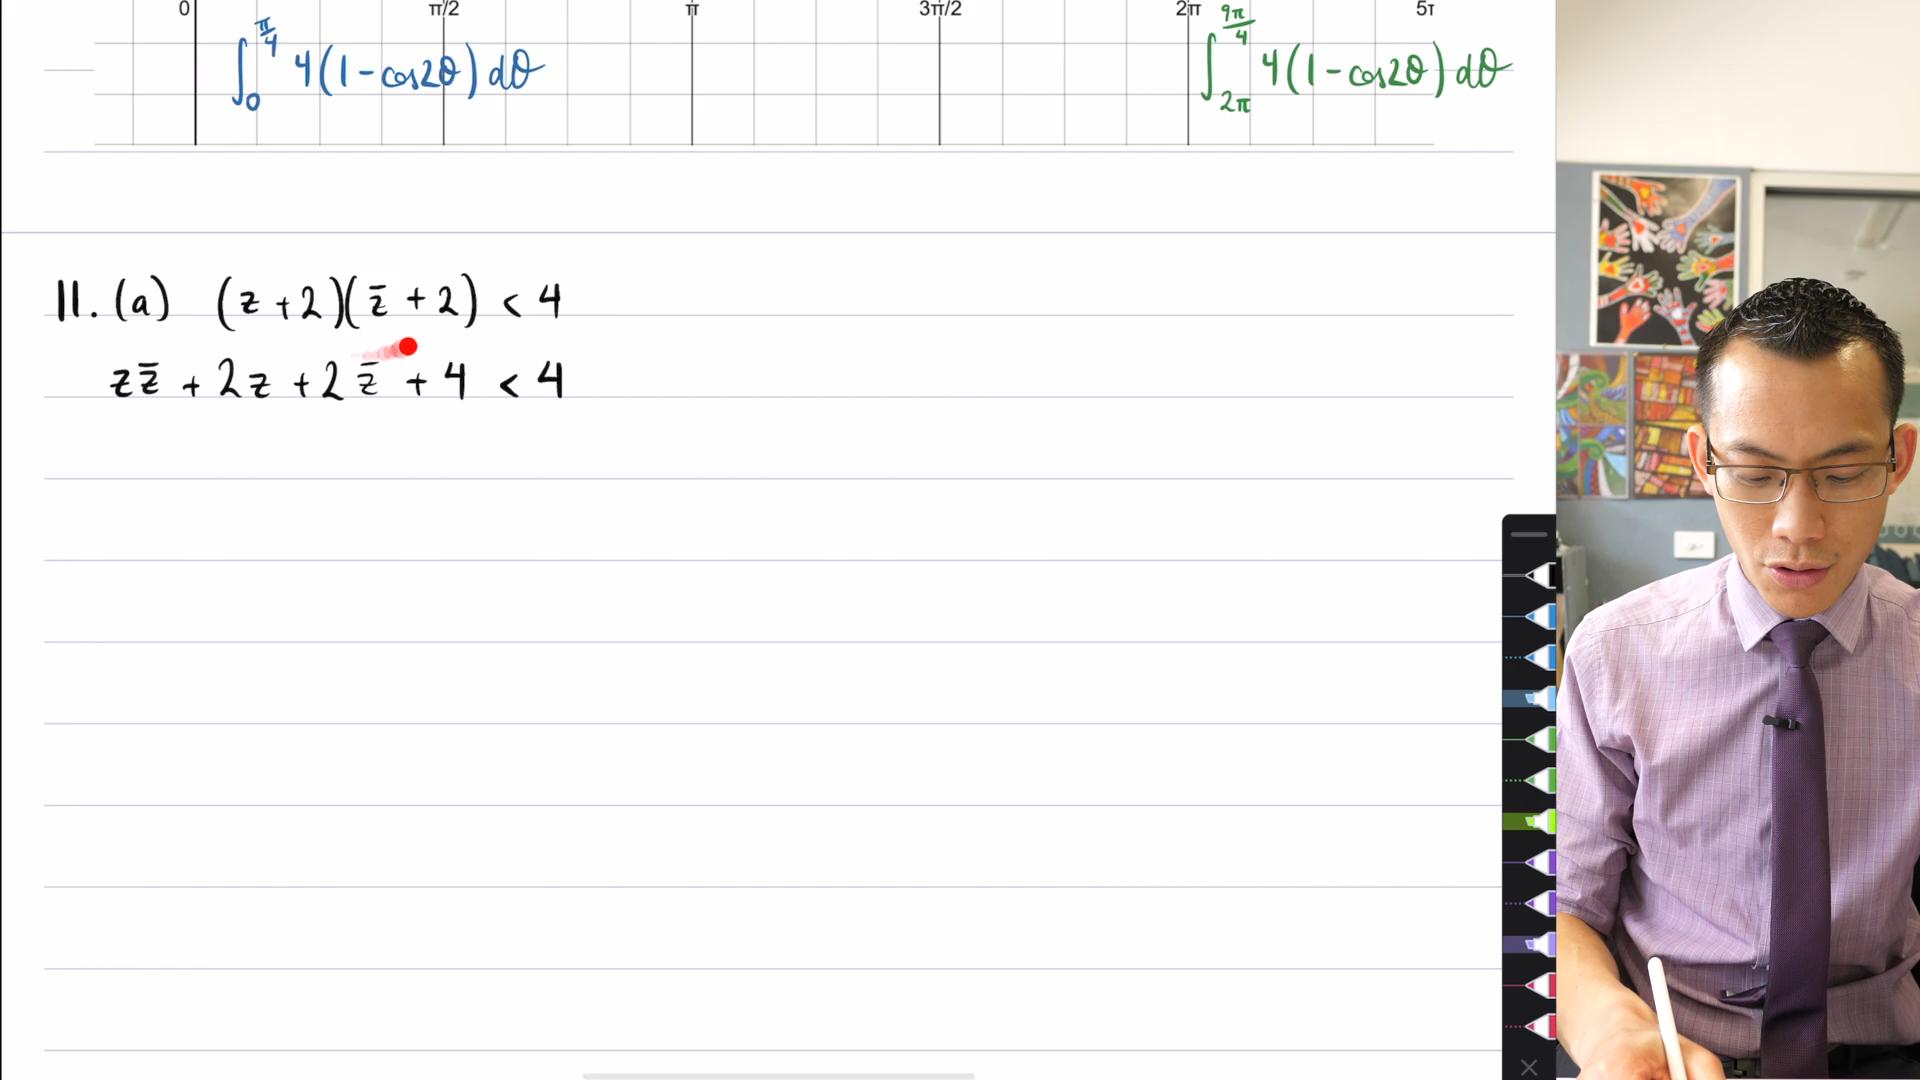 0 π/2 π 3π/2 2π 5π
∫₀^(π/4) 4(1-cos2θ)dθ ∫_(2π)^(9π/4) 4(1-cos2θ)dθ
11. (a) (z+2)(z̄+2) < 4
zz̄ + 2z + 2z̄ + 4 < 4